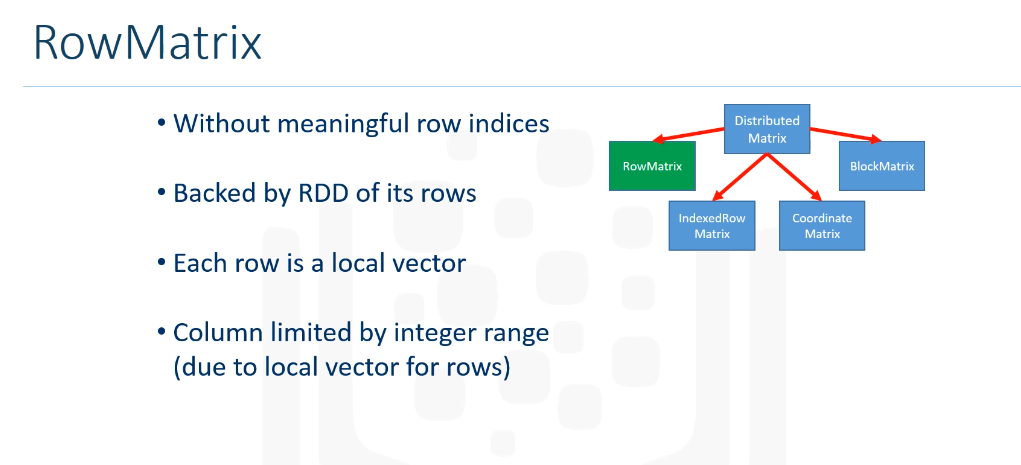 RowMatrix
• Without meaningful row indices
• Backed by RDD of its rows
• Each row is a local vector
• Column limited by integer range
(due to local vector for rows)
Distributed
Matrix
RowMatrix
BlockMatrix
IndexedRow
Matrix
Coordinate
Matrix